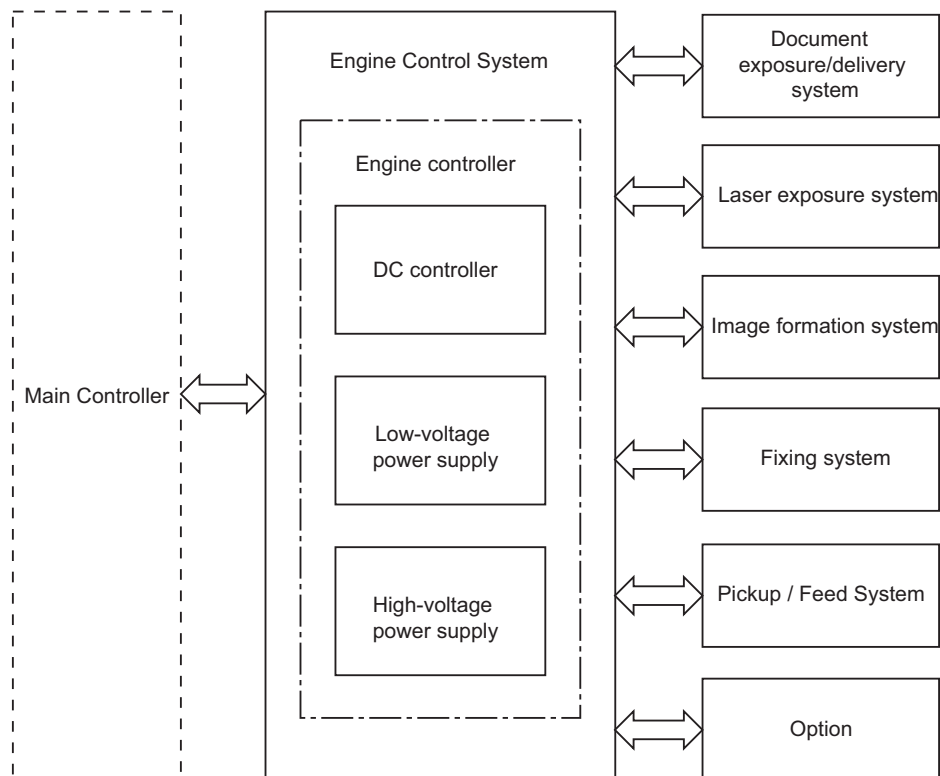 Main Controller
Engine Control System
Engine controller
DC controller
Low-voltage
power supply
High-voltage
power supply
Document
exposure/delivery
system
Laser exposure system
Image formation system
Fixing system
Pickup / Feed System
Option